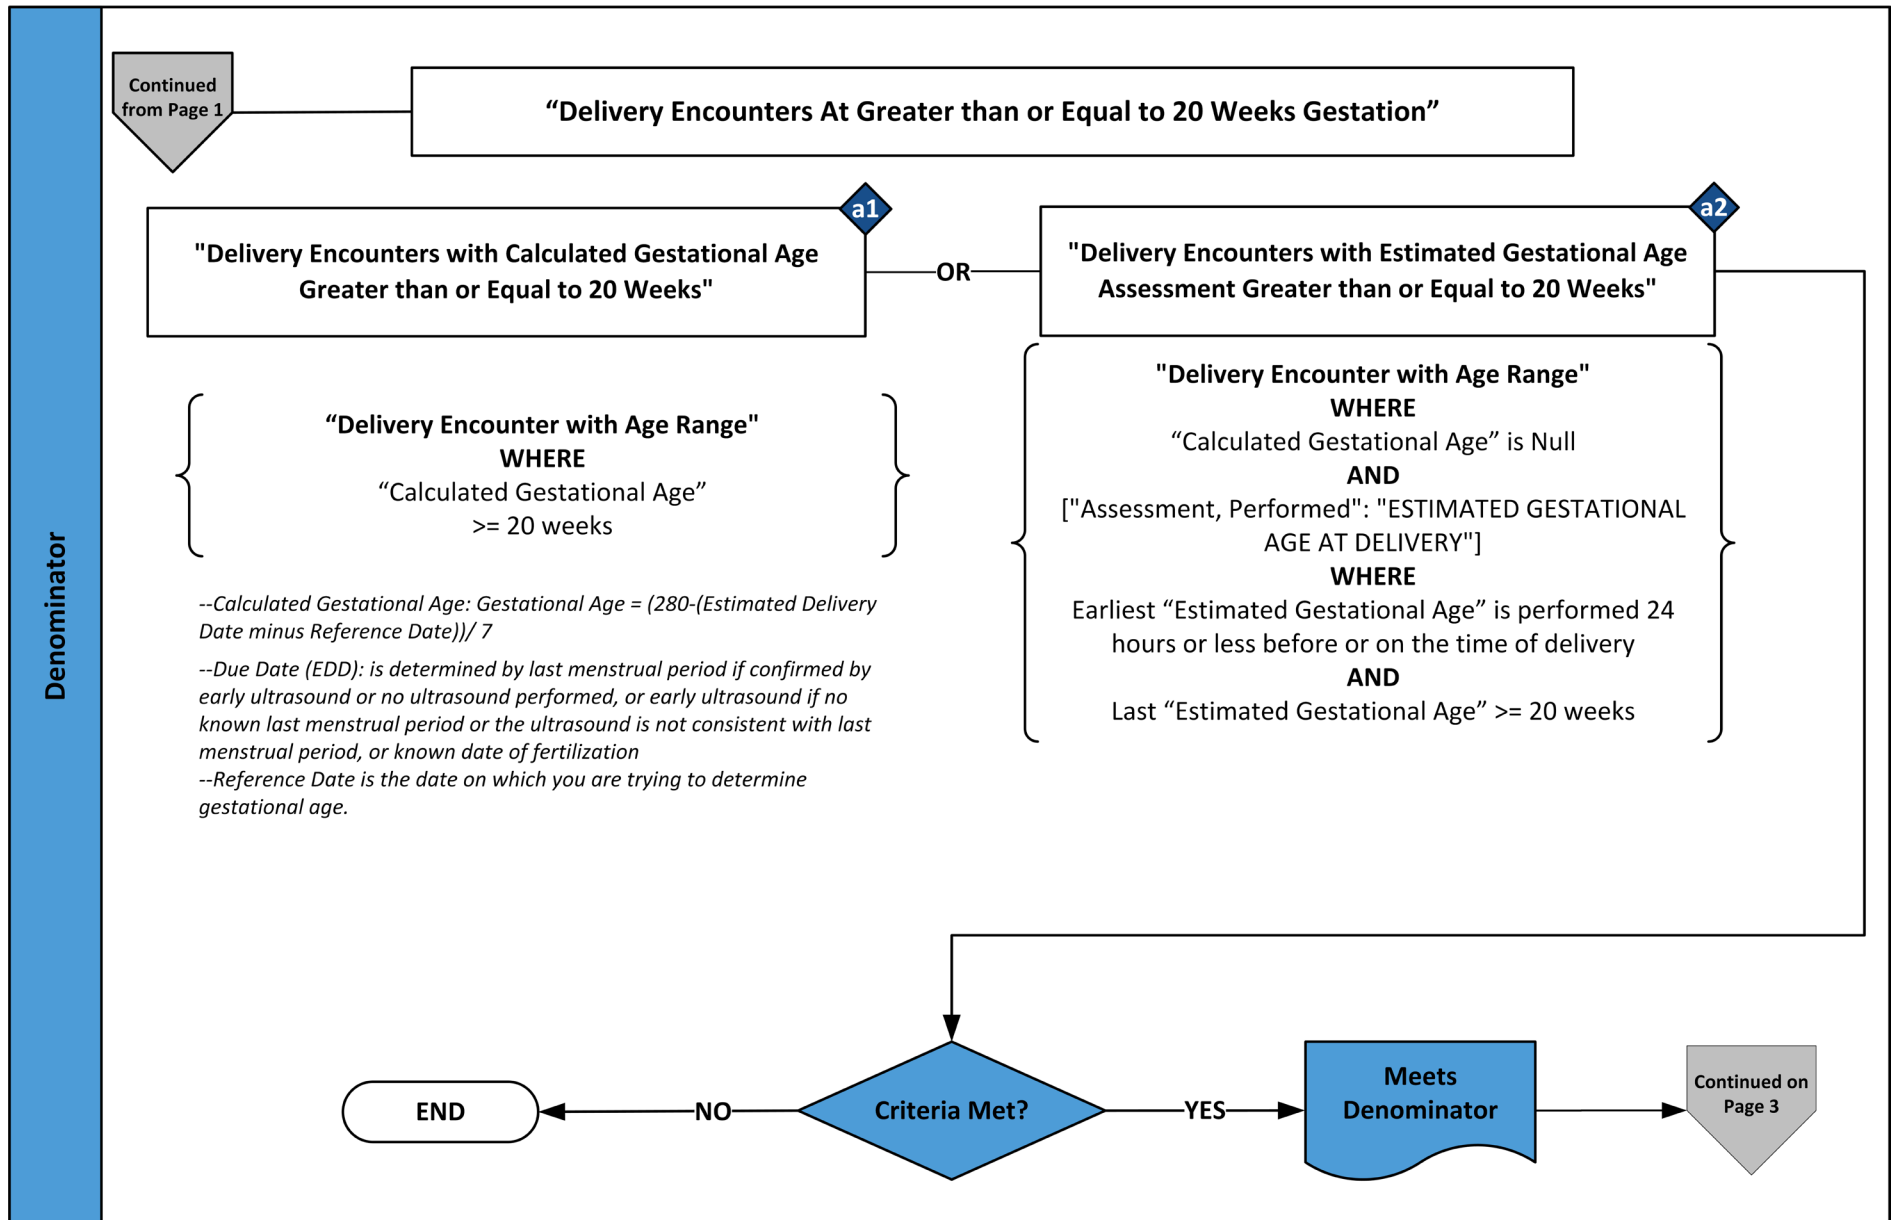 Denominator
Continued
from Page 1
“Delivery Encounters At Greater than or Equal to 20 Weeks Gestation”
a1
"Delivery Encounters with Calculated Gestational Age
Greater than or Equal to 20 Weeks"
OR
a2
"Delivery Encounters with Estimated Gestational Age
Assessment Greater than or Equal to 20 Weeks"
“Delivery Encounter with Age Range"
WHERE
“Calculated Gestational Age”
>= 20 weeks
--Calculated Gestational Age: Gestational Age = (280-(Estimated Delivery
Date minus Reference Date))/ 7
--Due Date (EDD): is determined by last menstrual period if confirmed by
early ultrasound or no ultrasound performed, or early ultrasound if no
known last menstrual period or the ultrasound is not consistent with last
menstrual period, or known date of fertilization
--Reference Date is the date on which you are trying to determine
gestational age.
"Delivery Encounter with Age Range"
WHERE
“Calculated Gestational Age” is Null
AND
["Assessment, Performed": "ESTIMATED GESTATIONAL
AGE AT DELIVERY"]
WHERE
Earliest “Estimated Gestational Age” is performed 24
hours or less before or on the time of delivery
AND
Last “Estimated Gestational Age” >= 20 weeks
END
NO
Criteria Met?
YES
Meets
Denominator
Continued on
Page 3